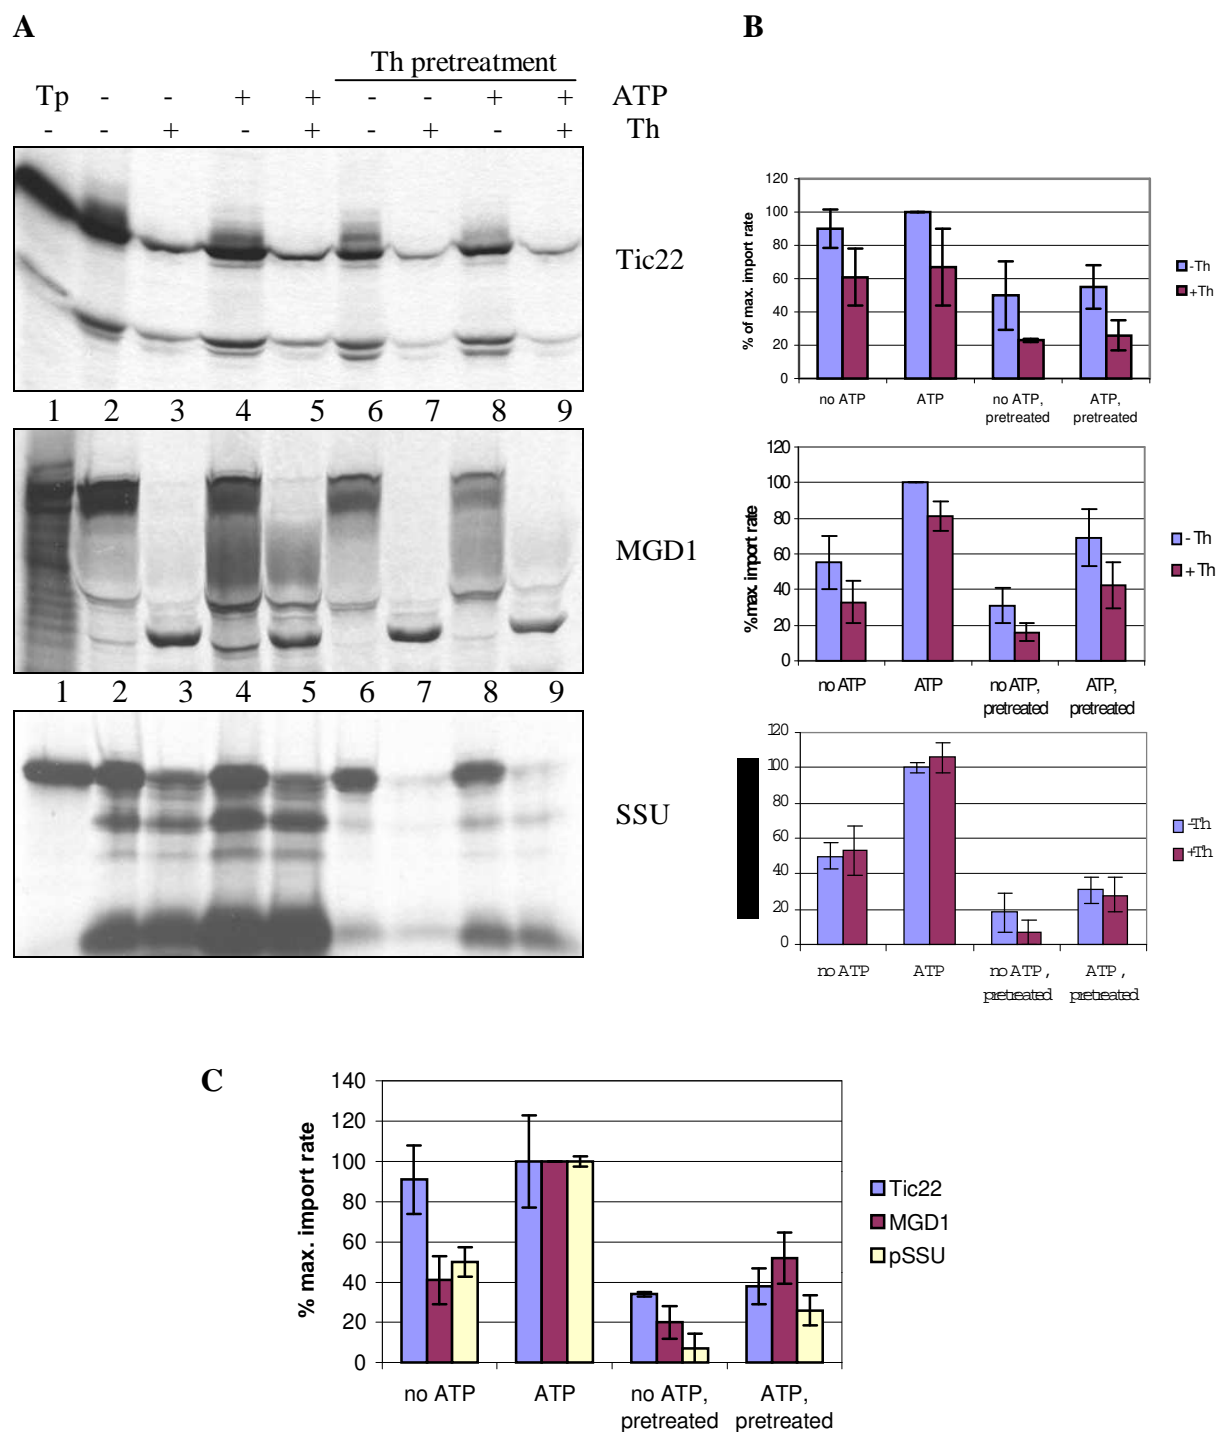 A
B
Th pretreatment
Tp - - + + - - + + ATP
- - + - + - + - + Th
Tic22
1 2 3 4 5 6 7 8 9
MGD1
1 2 3 4 5 6 7 8 9
SSU
% of max. import rate
120
100
80
60
40
20
0
no ATP
ATP
no ATP, pretreated
ATP, pretreated
-Th
+Th
% max. import rate
120
100
80
60
40
20
0
no ATP
ATP
no ATP, pretreated
ATP, pretreated
- Th
+ Th
120
100
80
60
40
20
0
no ATP
ATP
no ATP, pretreated
ATP, pretreated
-Th
+Th
C
% max. import rate
140
120
100
80
60
40
20
0
no ATP
ATP
no ATP, pretreated
ATP, pretreated
Tic22
MGD1
pSSU